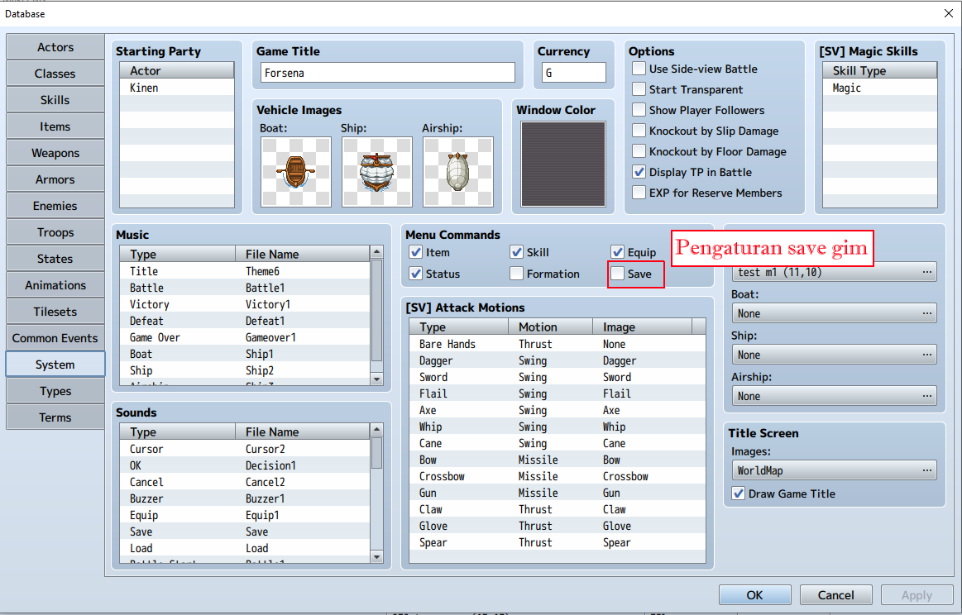 Database
Actors
Classes
Skills
Items
Weapons
Armors
Enemies
Troops
States
Animations
Tilesets
Common Events
System
Types
Terms
Starting Party
Actor
Kinen
Game Title
Forsena
Currency
G
Vehicle Images
Boat:
Ship:
Airship:
Window Color
Options
Use Side-view Battle
Start Transparent
Show Player Followers
Knockout by Slip Damage
Knockout by Floor Damage
Display TP in Battle
EXP for Reserve Members
[SV] Magic Skills
Skill Type
Magic
Music
Type File Name
Title Theme6
Battle Battle1
Victory Victory1
Defeat Defeat1
Game Over Gameover1
Boat Ship1
Ship Ship2
Airship Ship3
Sounds
Type File Name
Cursor Cursor2
OK Decision1
Cancel Cancel2
Buzzer Buzzer1
Equip Equip1
Save Save
Load Load
Battle Start Battle1
Menu Commands
Item Skill Equip
Status Formation Save
Pengaturan save gim
[SV] Attack Motions
Type Motion Image
Bare Hands Thrust None
Dagger Swing Dagger
Sword Swing Sword
Flail Swing Flail
Axe Swing Axe
Whip Swing Whip
Cane Swing Cane
Bow Missile Bow
Crossbow Missile Crossbow
Gun Missile Gun
Claw Thrust Claw
Glove Thrust Glove
Spear Thrust Spear
test m1 (11,10) ...
Boat:
None ...
Ship:
None ...
Airship:
None ...
Title Screen
Images:
WorldMap ...
Draw Game Title
OK Cancel Apply